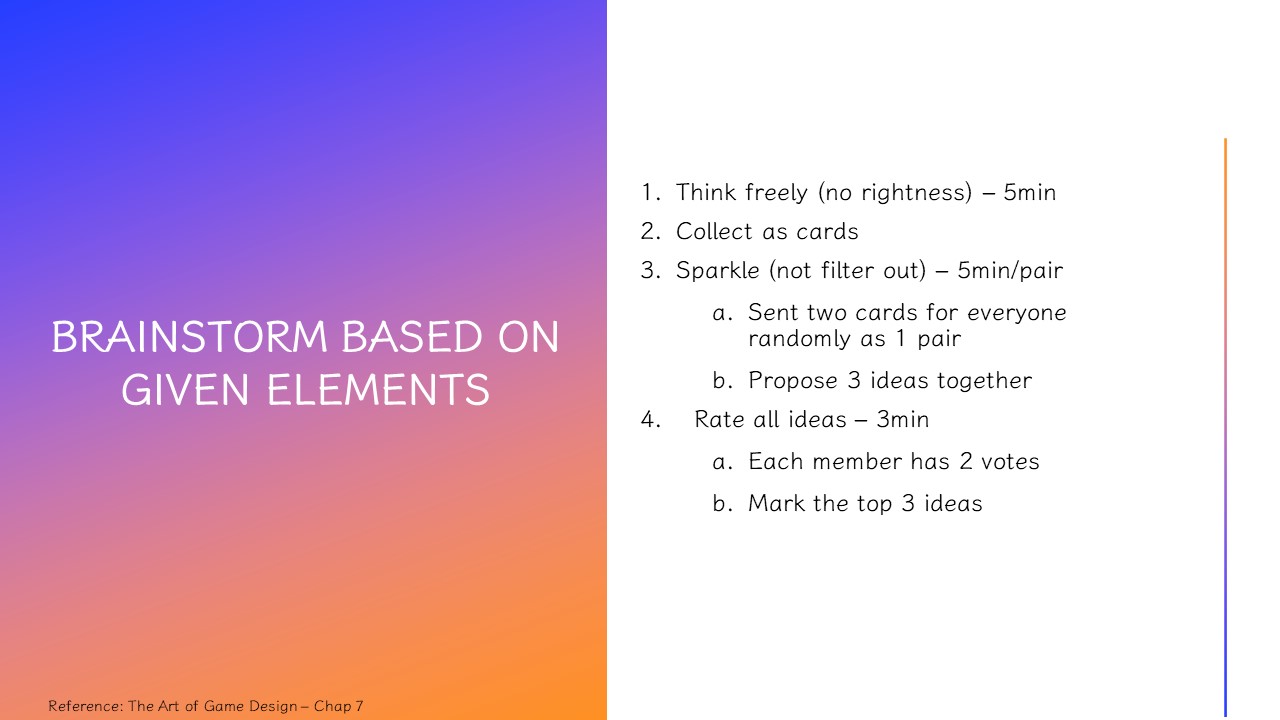 BRAINSTORM BASED ON
GIVEN ELEMENTS
Reference: The Art of Game Design – Chap 7
1. Think freely (no rightness) – 5min
2. Collect as cards
3. Sparkle (not filter out) – 5min/pair
a. Sent two cards for everyone
randomly as 1 pair
b. Propose 3 ideas together
4. Rate all ideas – 3min
a. Each member has 2 votes
b. Mark the top 3 ideas